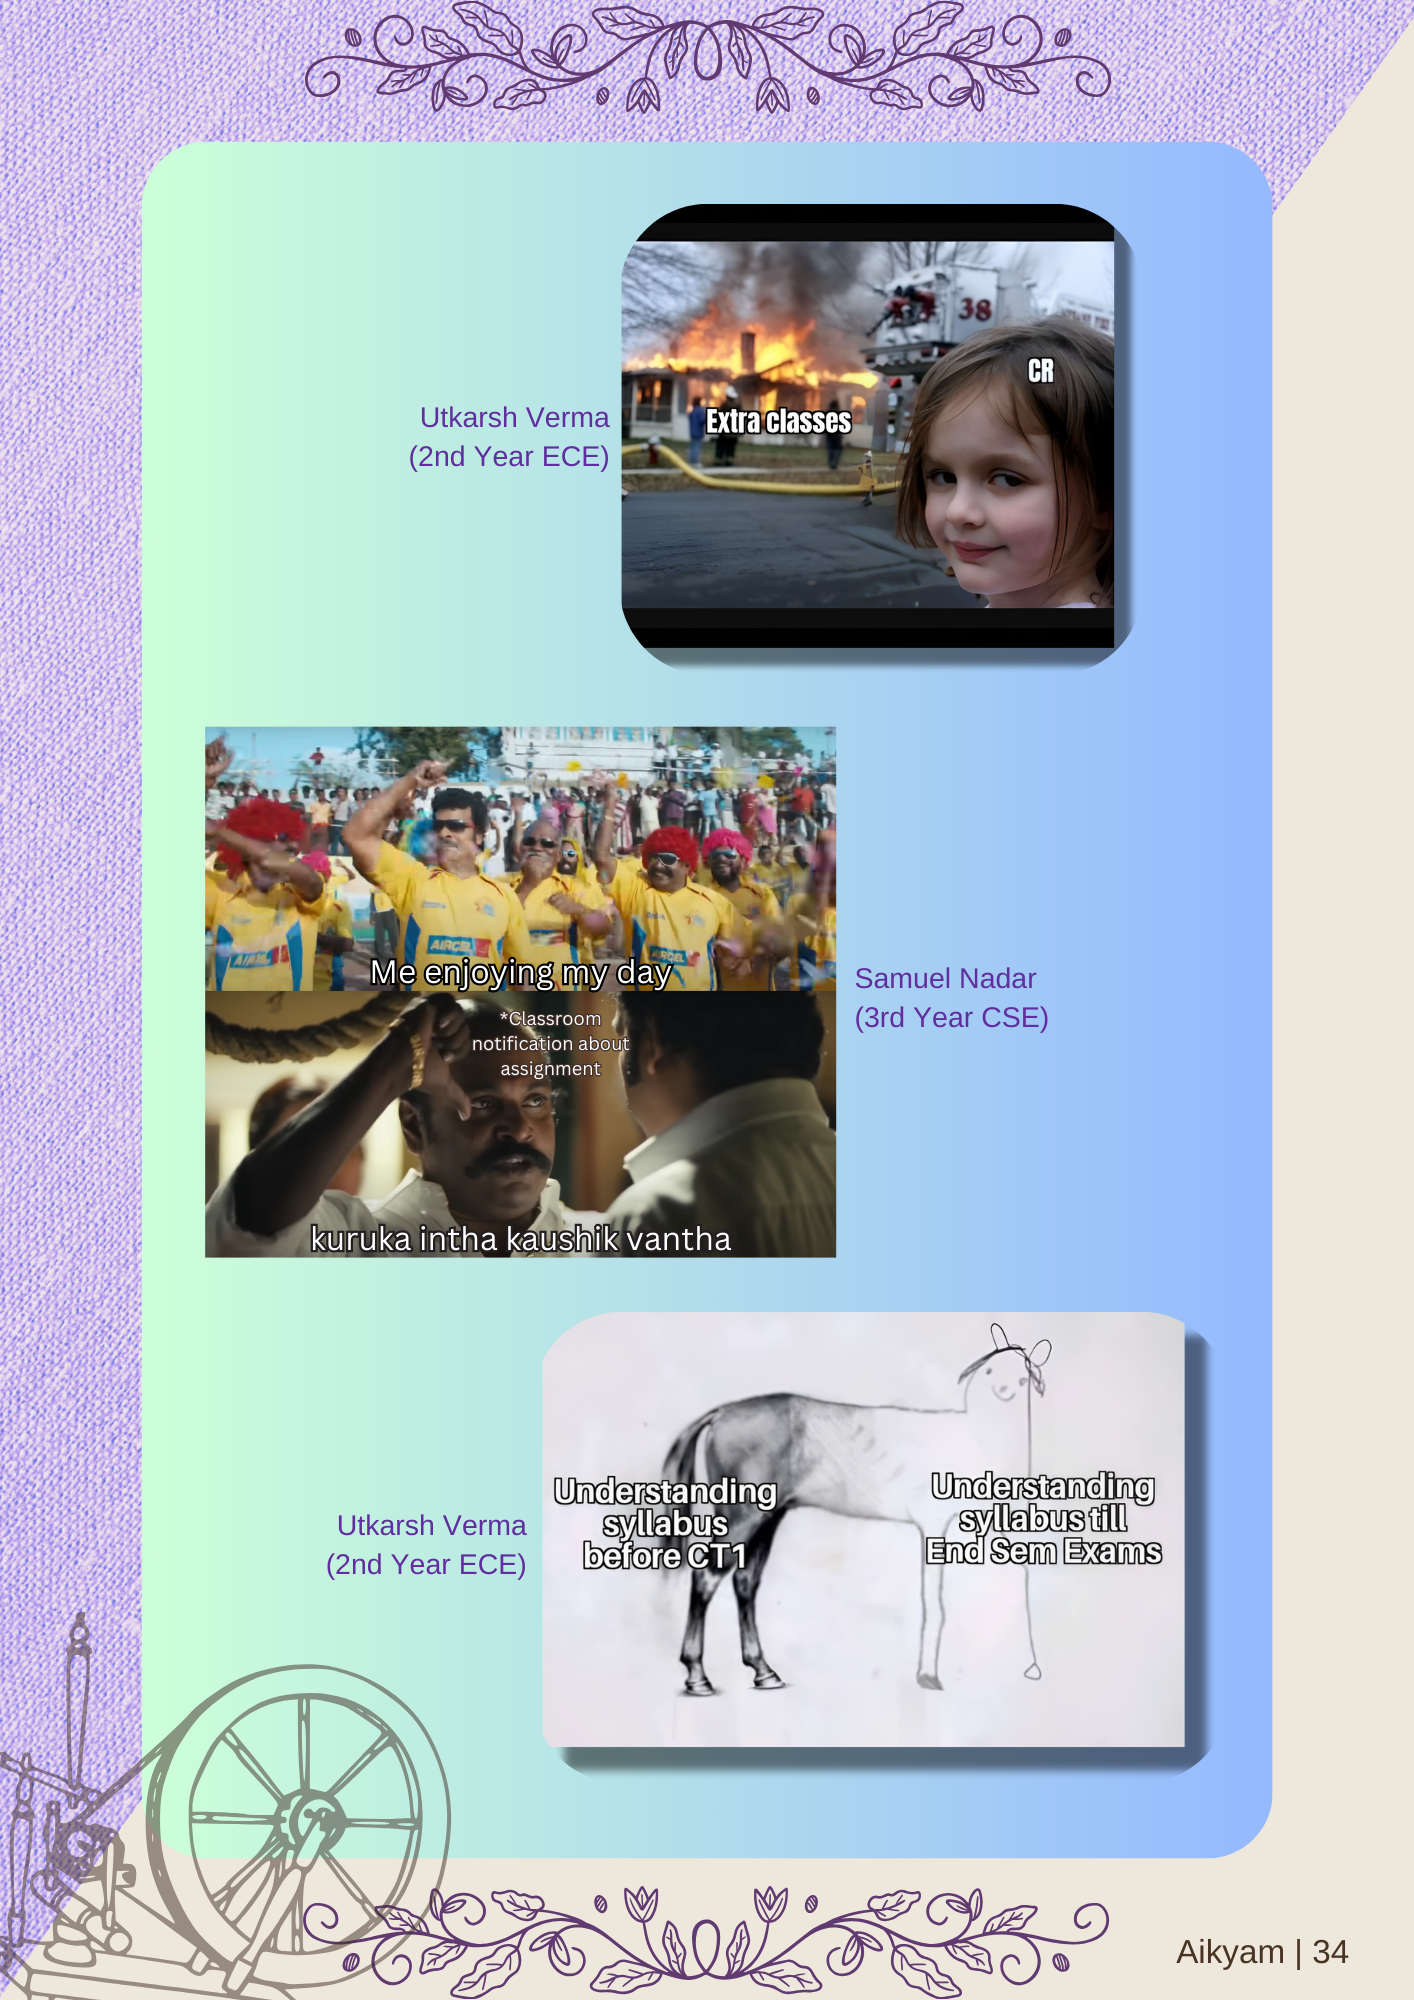 38
CR
Extra classes
Utkarsh Verma
(2nd Year ECE)
AIRCEL
Me enjoying my day
*Classroom
notification about
assignment
kuruka intha kaushik vantha
Samuel Nadar
(3rd Year CSE)
Understanding
syllabus
before CT1
Understanding
syllabus till
End Sem Exams
Utkarsh Verma
(2nd Year ECE)
Aikyam | 34